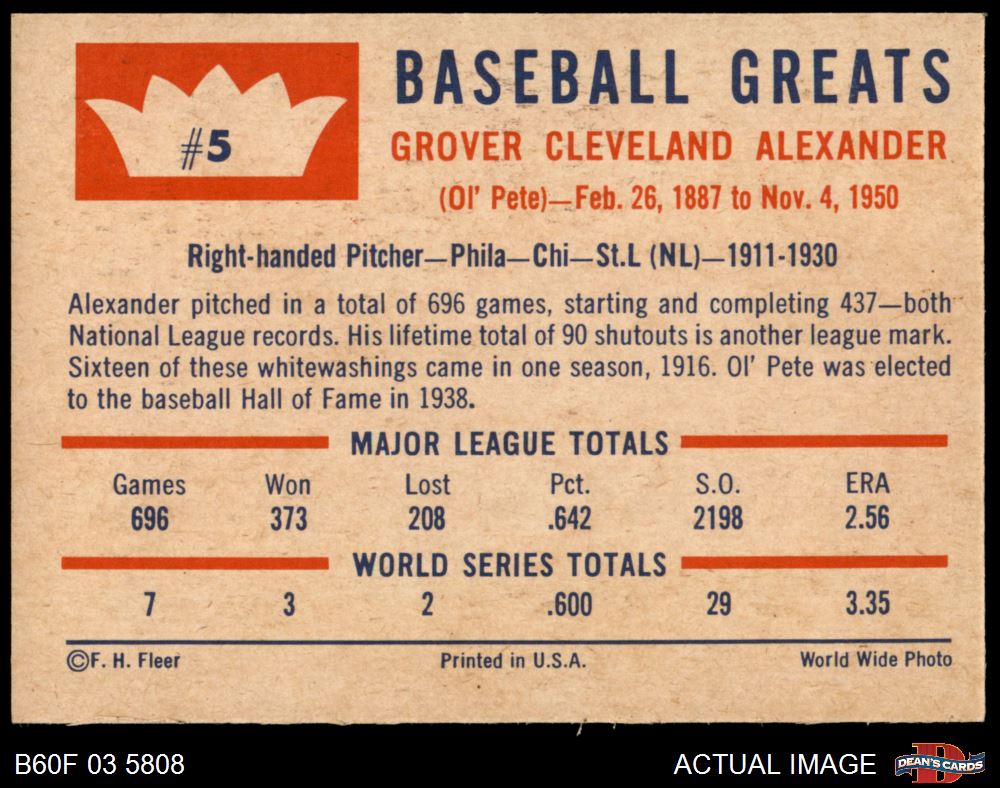 #5
BASEBALL GREATS
GROVER CLEVELAND ALEXANDER
(Ol' Pete)—Feb. 26, 1887 to Nov. 4, 1950
Right-handed Pitcher—Phila—Chi—St.L (NL)—1911-1930
Alexander pitched in a total of 696 games, starting and completing 437—both
National League records. His lifetime total of 90 shutouts is another league mark.
Sixteen of these whitewashings came in one season, 1916. Ol' Pete was elected
to the baseball Hall of Fame in 1938.
MAJOR LEAGUE TOTALS
Games Won Lost Pct. S.O. ERA
696 373 208 .642 2198 2.56
WORLD SERIES TOTALS
7 3 2 .600 29 3.35
©F. H. Fleer Printed in U.S.A. World Wide Photo
B60F 03 5808 ACTUAL IMAGE DEAN'S CARDS